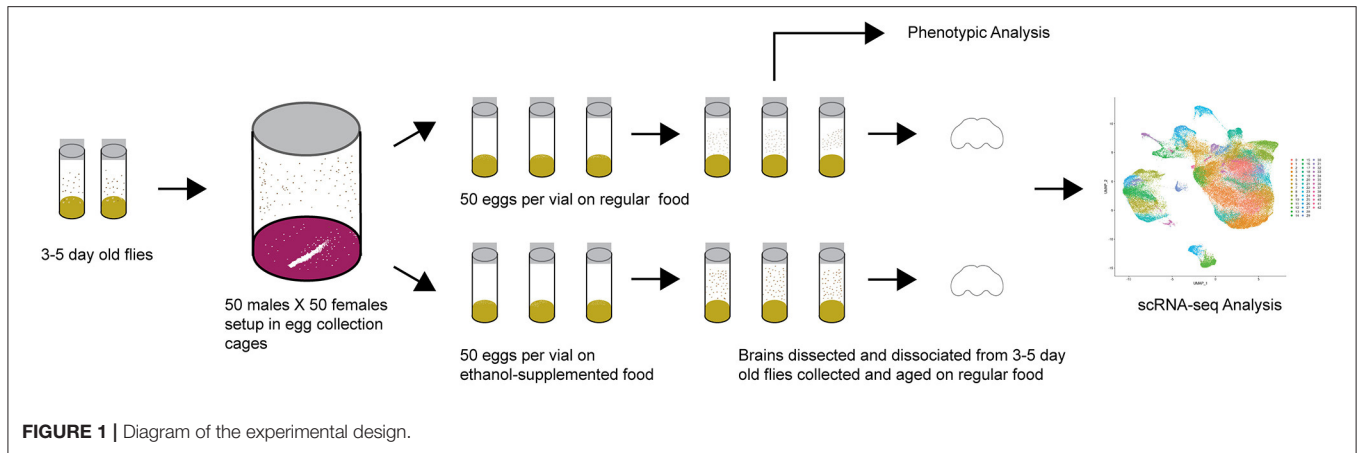 Phenotypic Analysis
3-5 day old flies
50 males X 50 females
setup in egg collection
cages
50 eggs per vial on regular food
50 eggs per vial on
ethanol-supplemented food
Brains dissected and dissociated from 3-5 day
old flies collected and aged on regular food
UMAP_2
UMAP_1
scRNA-seq Analysis
FIGURE 1 | Diagram of the experimental design.